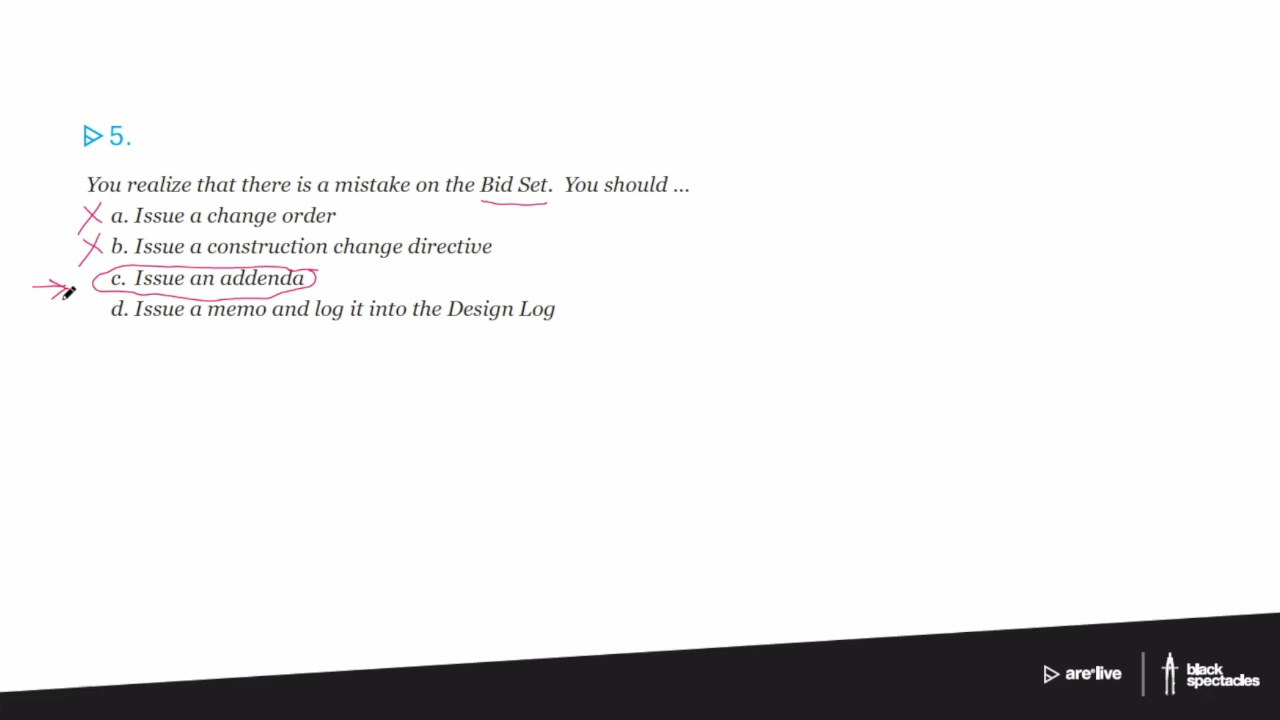 5.
You realize that there is a mistake on the Bid Set. You should ...
a. Issue a change order
b. Issue a construction change directive
c. Issue an addenda
d. Issue a memo and log it into the Design Log
are°live
black
spectacles